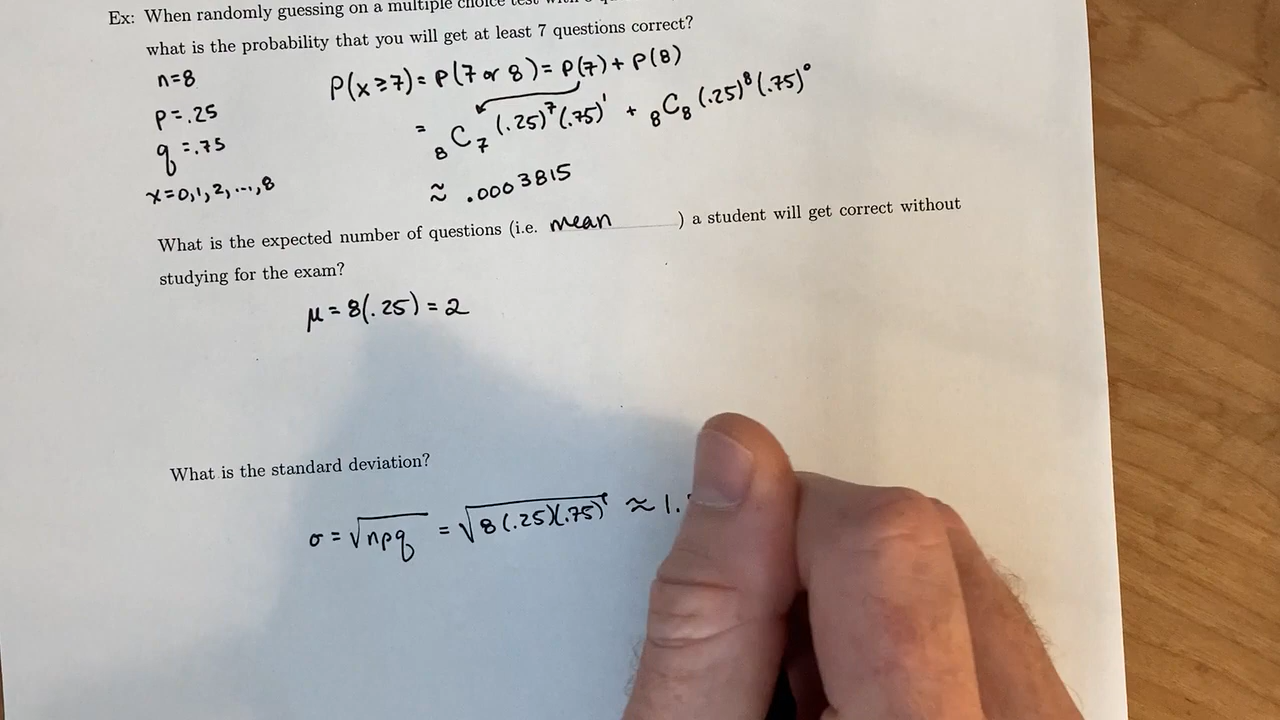 Ex: When randomly guessing on a multiple choice test with
what is the probability that you will get at least 7 questions correct?
n=8
p=.25
q=.75
x=0,1,2,...,8
P(x≥7)=P(7 or 8)=P(7)+P(8)
= ₈C₇ (.25)⁷(.75)¹ + ₈C₈ (.25)⁸(.75)⁰
≈ .0003815
What is the expected number of questions (i.e. mean ) a student will get correct without
studying for the exam?
μ = 8(.25) = 2
What is the standard deviation?
σ = √npq = √8(.25)(.75) ≈ 1.